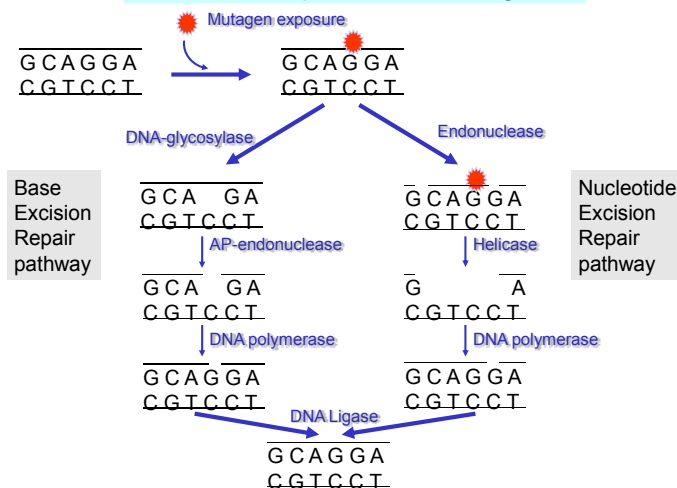 Mutagen exposure
G C A G G A
C G T C C T
G C A G G A
C G T C C T
DNA-glycosylase
Endonuclease
Base
Excision
Repair
pathway
G C A G A
C G T C C T
AP-endonuclease
G C A G A
C G T C C T
DNA polymerase
G C A G G A
C G T C C T
G C A G G A
C G T C C T
Helicase
G A
C G T C C T
DNA polymerase
G C A G G A
C G T C C T
Nucleotide
Excision
Repair
pathway
DNA Ligase
G C A G G A
C G T C C T